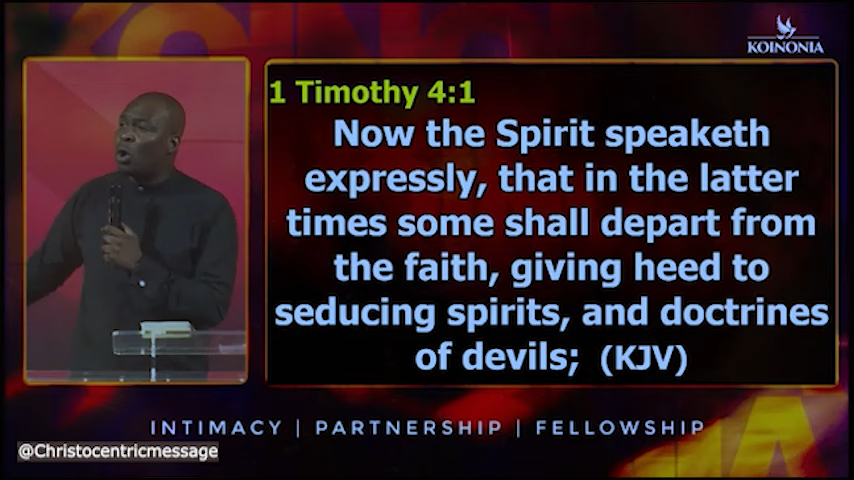 KOINONIA
1 Timothy 4:1
Now the Spirit speaketh
expressly, that in the latter
times some shall depart from
the faith, giving heed to
seducing spirits, and doctrines
of devils; (KJV)
INTIMACY | PARTNERSHIP | FELLOWSHIP
@Christocentricmessage